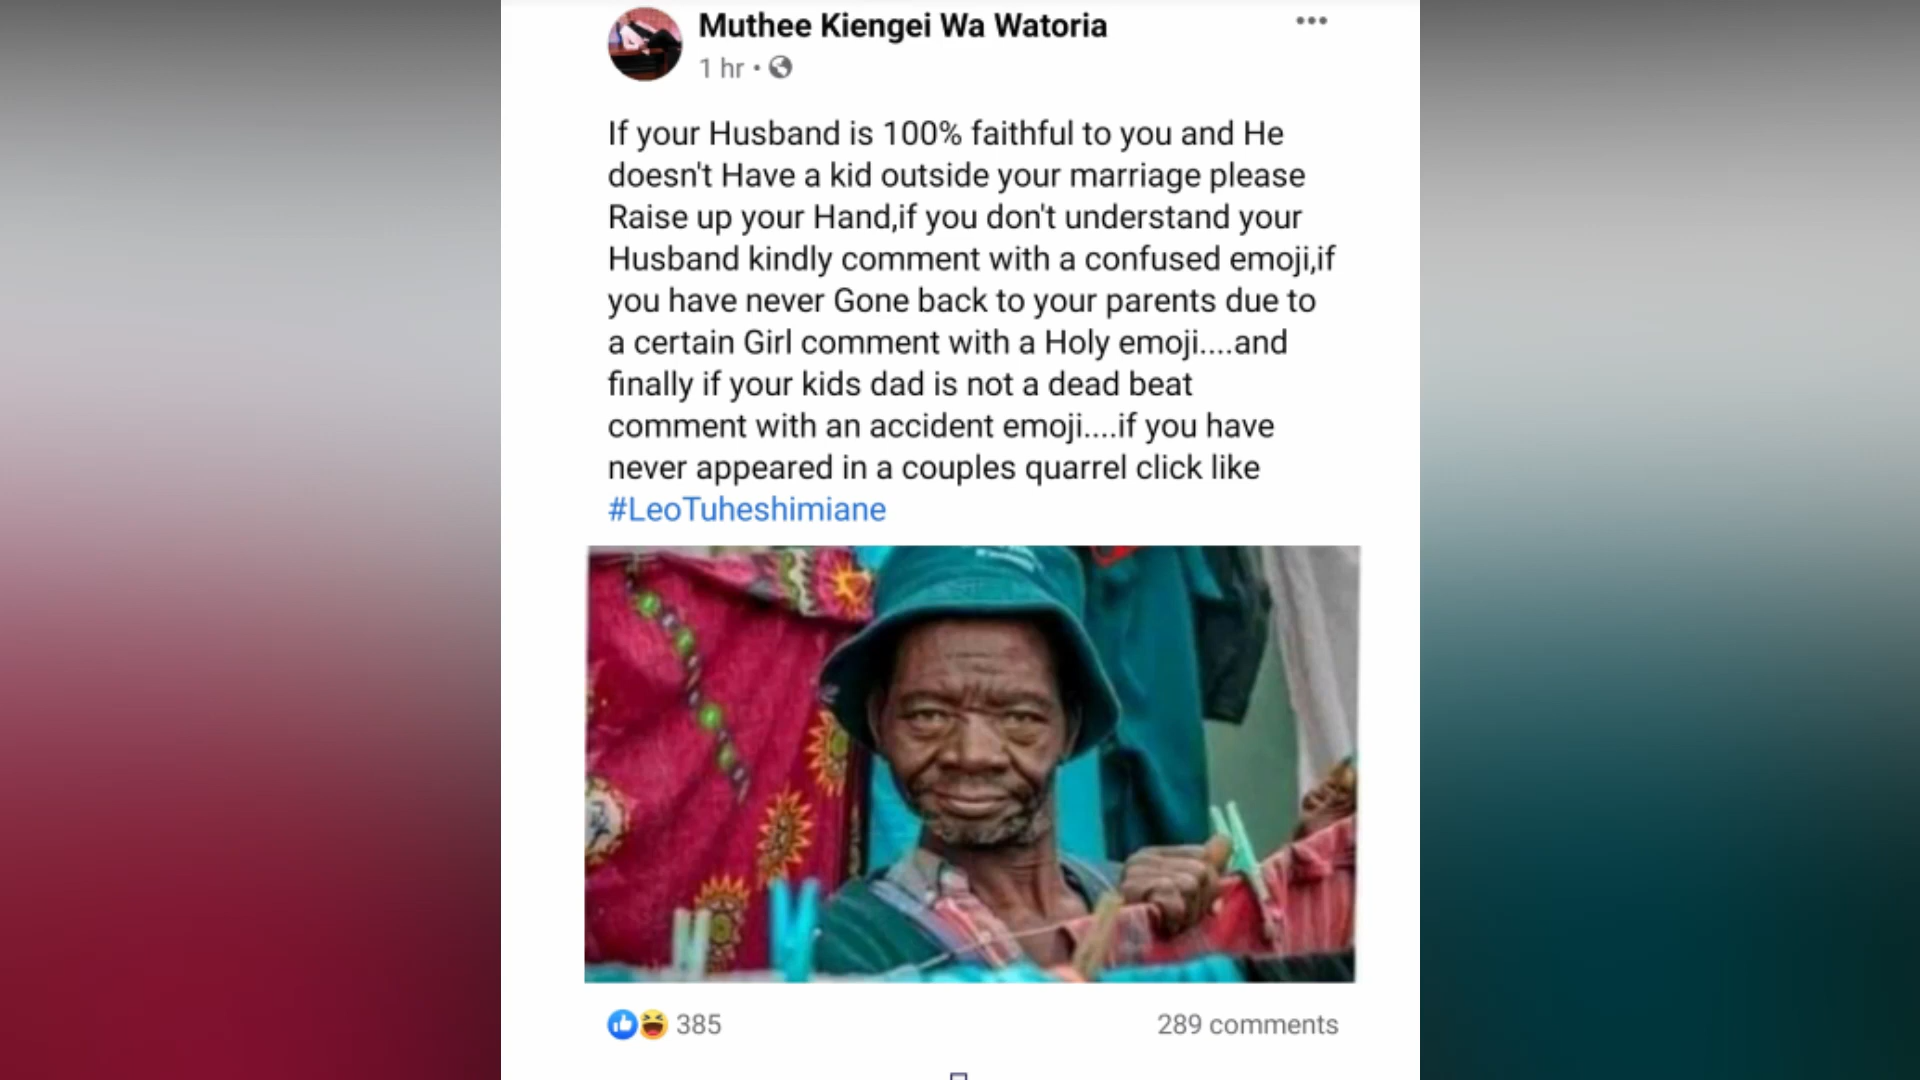 Muthee Kiengei Wa Watoria
1 hr •
If your Husband is 100% faithful to you and He
doesn't Have a kid outside your marriage please
Raise up your Hand,if you don't understand your
Husband kindly comment with a confused emoji,if
you have never Gone back to your parents due to
a certain Girl comment with a Holy emoji....and
finally if your kids dad is not a dead beat
comment with an accident emoji....if you have
never appeared in a couples quarrel click like
#LeoTuheshimiane
385
289 comments